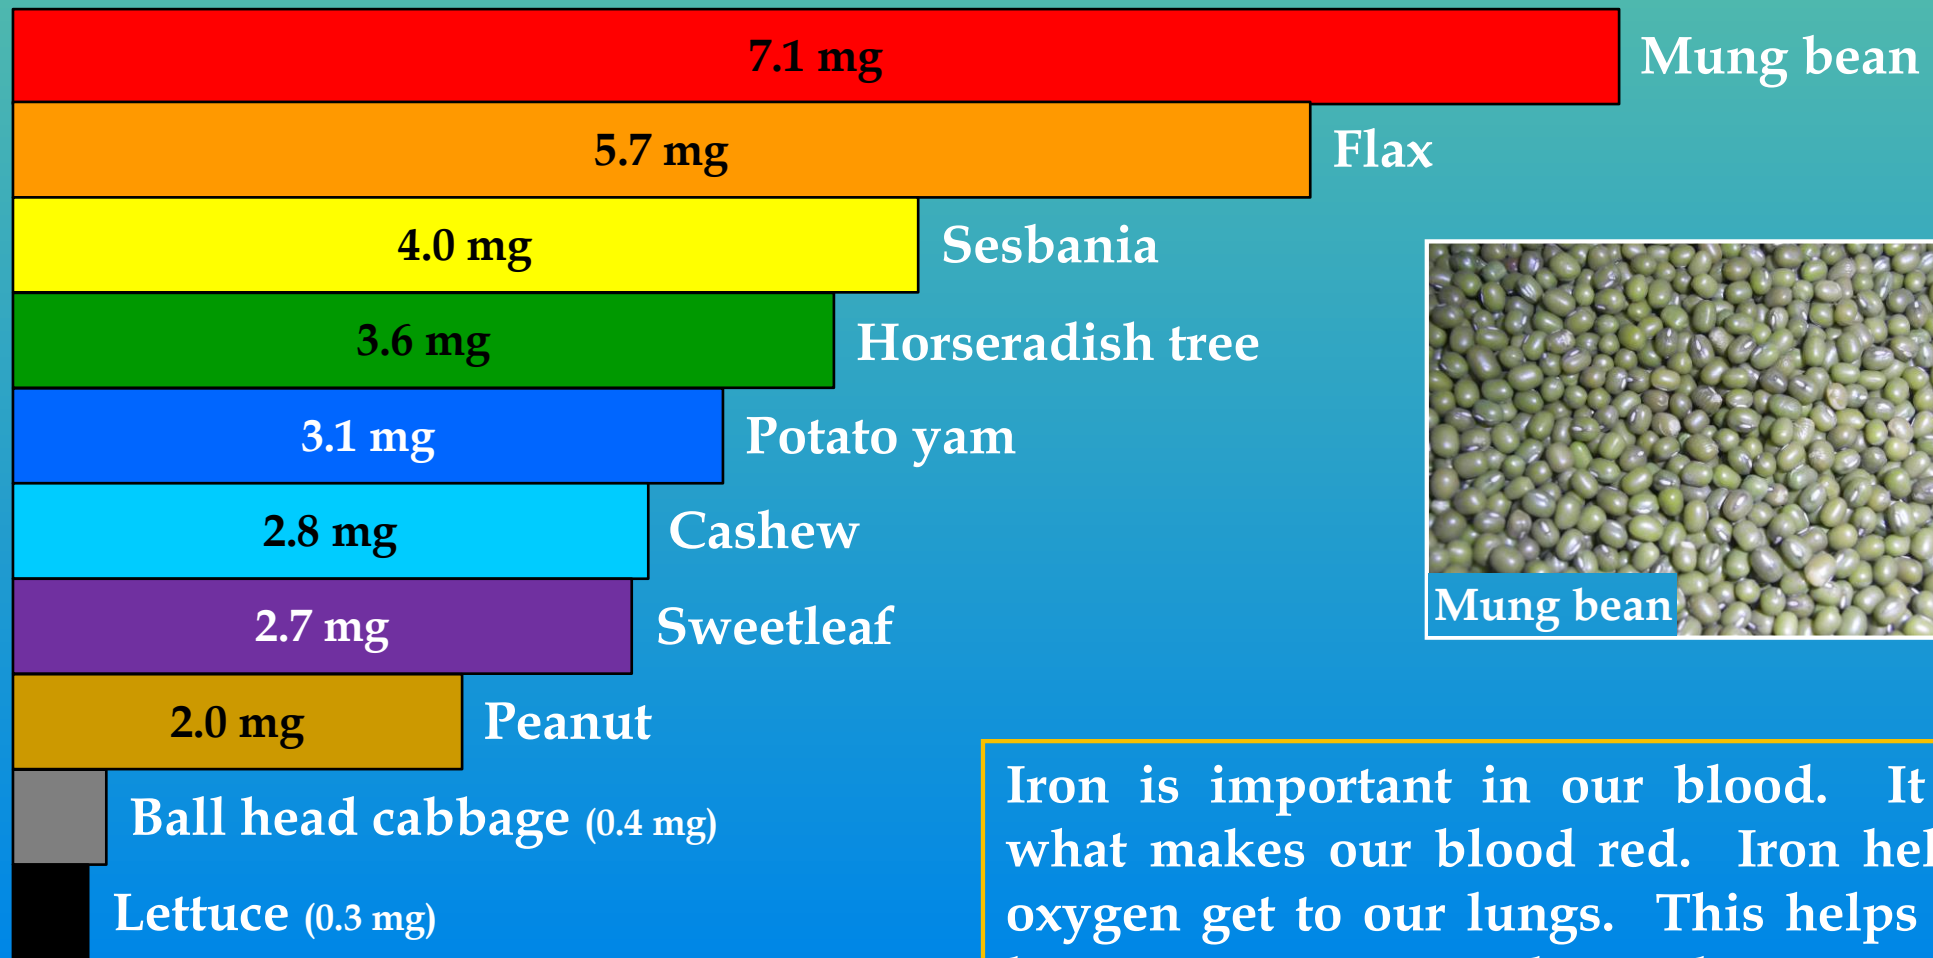 7.1 mg Mung bean
5.7 mg Flax
4.0 mg Sesbania
3.6 mg Horseradish tree
3.1 mg Potato yam
2.8 mg Cashew
2.7 mg Sweetleaf
2.0 mg Peanut
Ball head cabbage (0.4 mg)
Lettuce (0.3 mg)
Mung bean
Iron is important in our blood. It
what makes our blood red. Iron
oxygen get to our lungs. This helps